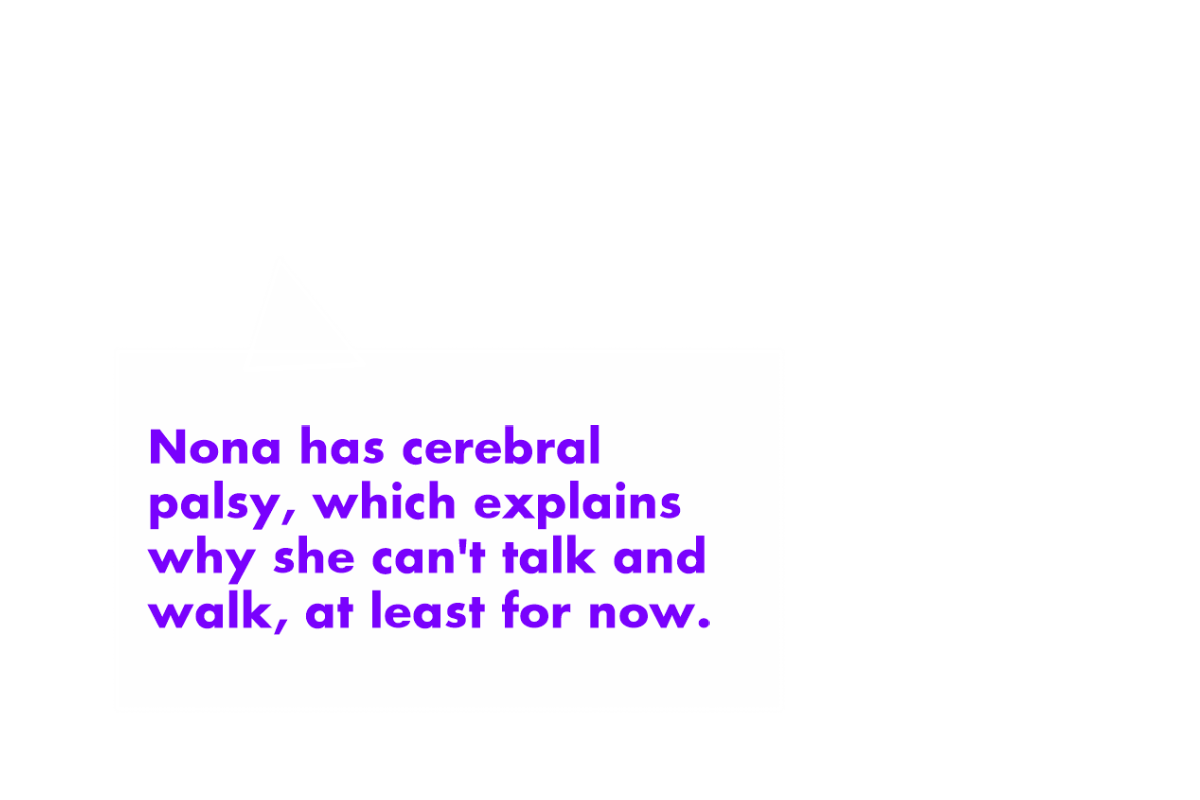 Nona has cerebral
palsy, which explains
why she can't talk and
walk, at least for now.